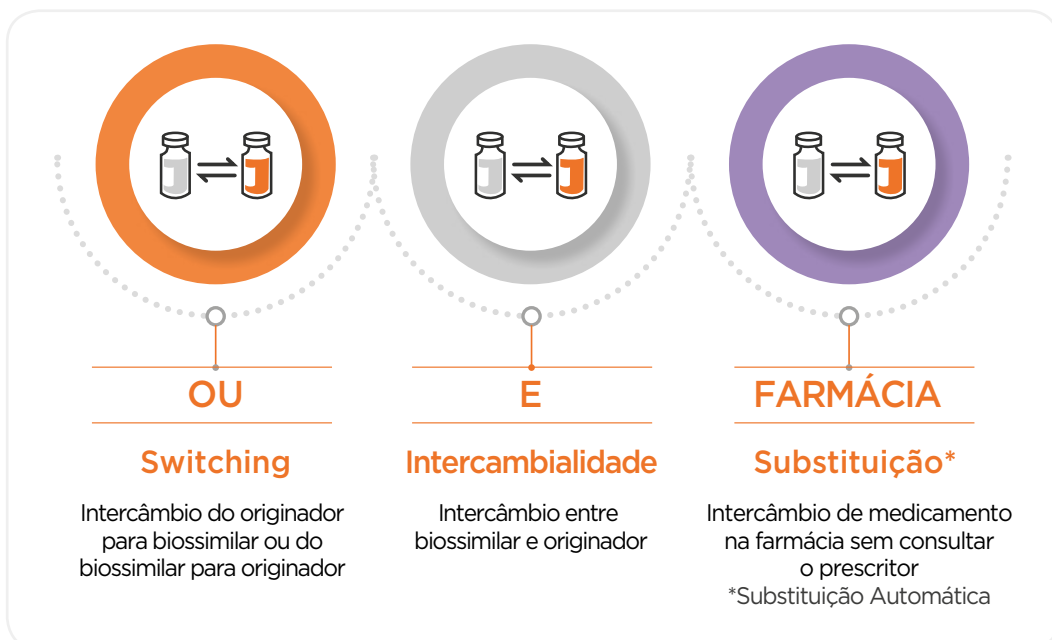 OU
Switching
Intercâmbio do originador
para biossimilar ou do
biossimilar para originador
E
Intercambialidade
Intercâmbio entre
biossimilar e originador
FARMÁCIA
Substituição*
Intercâmbio de medicamento
na farmácia sem consultar
o prescritor
*Substituição Automática